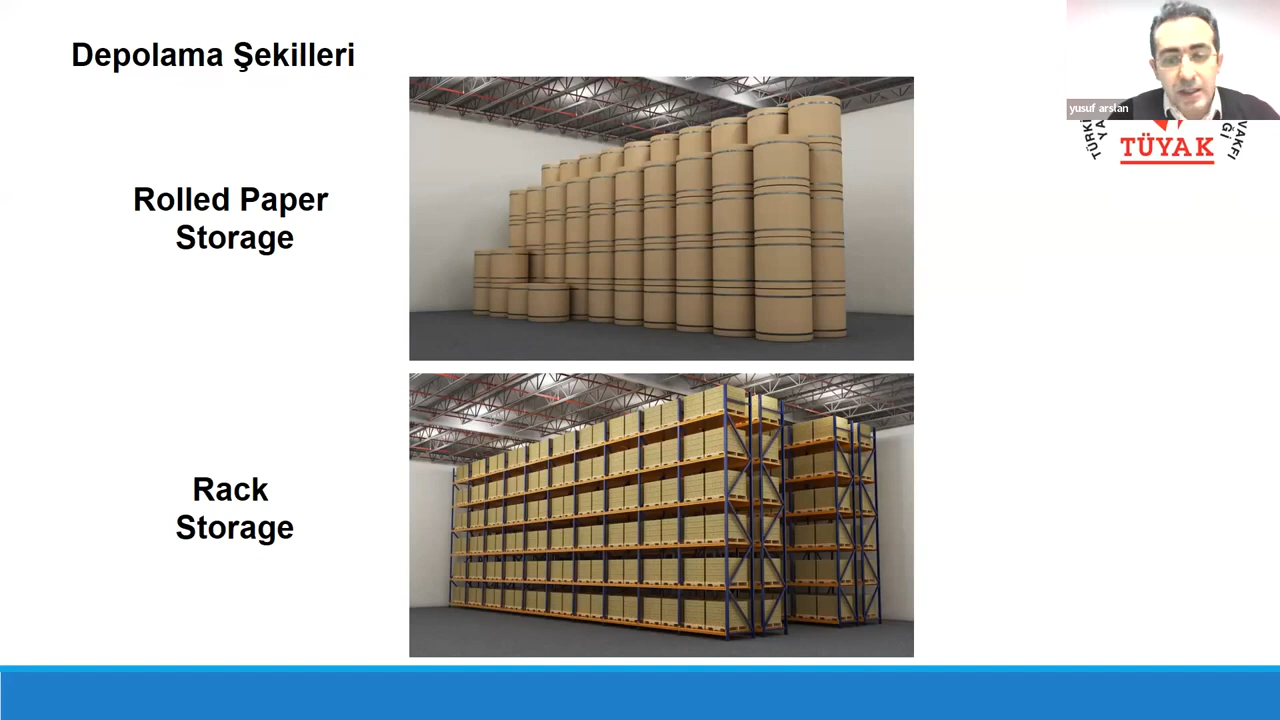 Depolama Şekilleri
yusuf arslan
TÜYAK
Rolled Paper
Storage
Rack
Storage